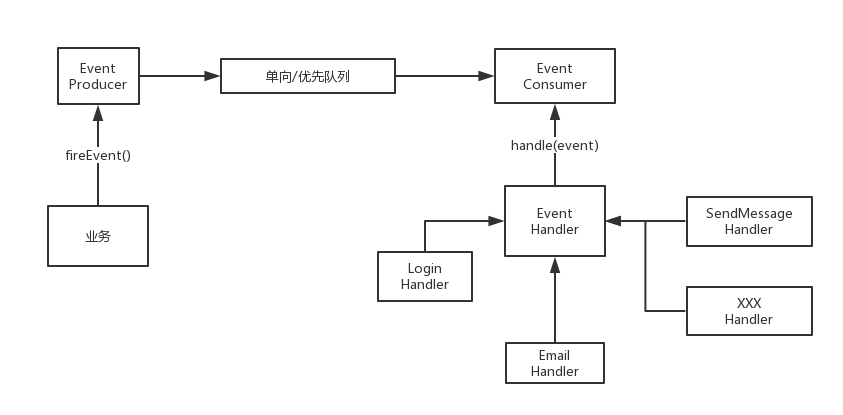 Event
Producer
单向/优先队列
Event
Consumer
fireEvent()
handle(event)
业务
Event
Handler
SendMessage
Handler
Login
Handler
XXX
Handler
Email
Handler